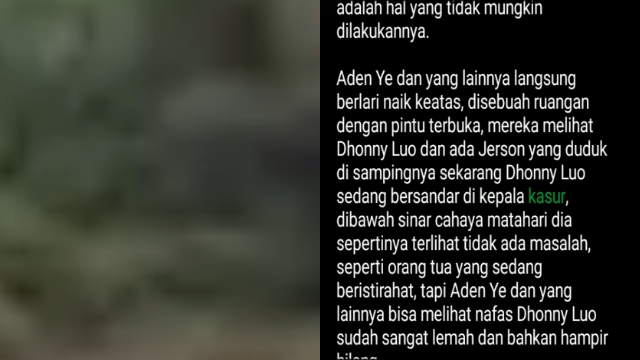 adalah hal yang tidak mungkin
dilakukannya.
Aden Ye dan yang lainnya langsung
berlari naik keatas, disebuah ruangan
dengan pintu terbuka, mereka melihat
Dhonny Luo dan ada Jerson yang duduk
di sampingnya sekarang Dhonny Luo
sedang bersandar di kepala kasur,
dibawah sinar cahaya matahari dia
sepertinya terlihat tidak ada masalah,
seperti orang tua yang sedang
beristirahat, tapi Aden Ye dan yang
lainnya bisa melihat nafas Dhonny Luo
sudah sangat lemah dan bahkan hampir